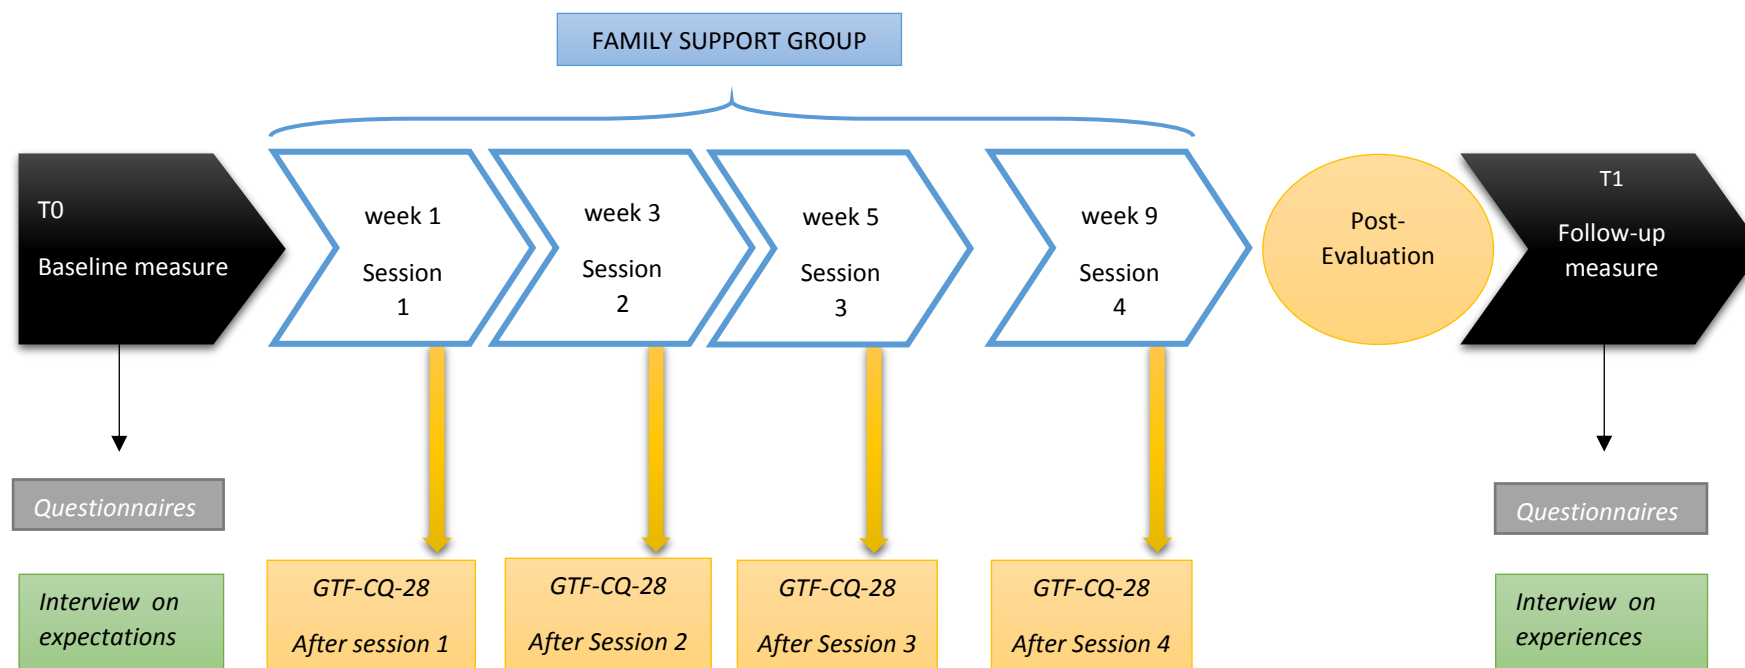 FAMILY SUPPORT GROUP
T0
Baseline measure
week 1
Session
1
week 3
Session
2
week 5
Session
3
week 9
Session
4
Post-
Evaluation
T1
Follow-up
measure
Questionnaires
Questionnaires
Interview on
expectations
GTF-CQ-28
After session 1
GTF-CQ-28
After Session 2
GTF-CQ-28
After Session 3
GTF-CQ-28
After Session 4
Interview on
experiences